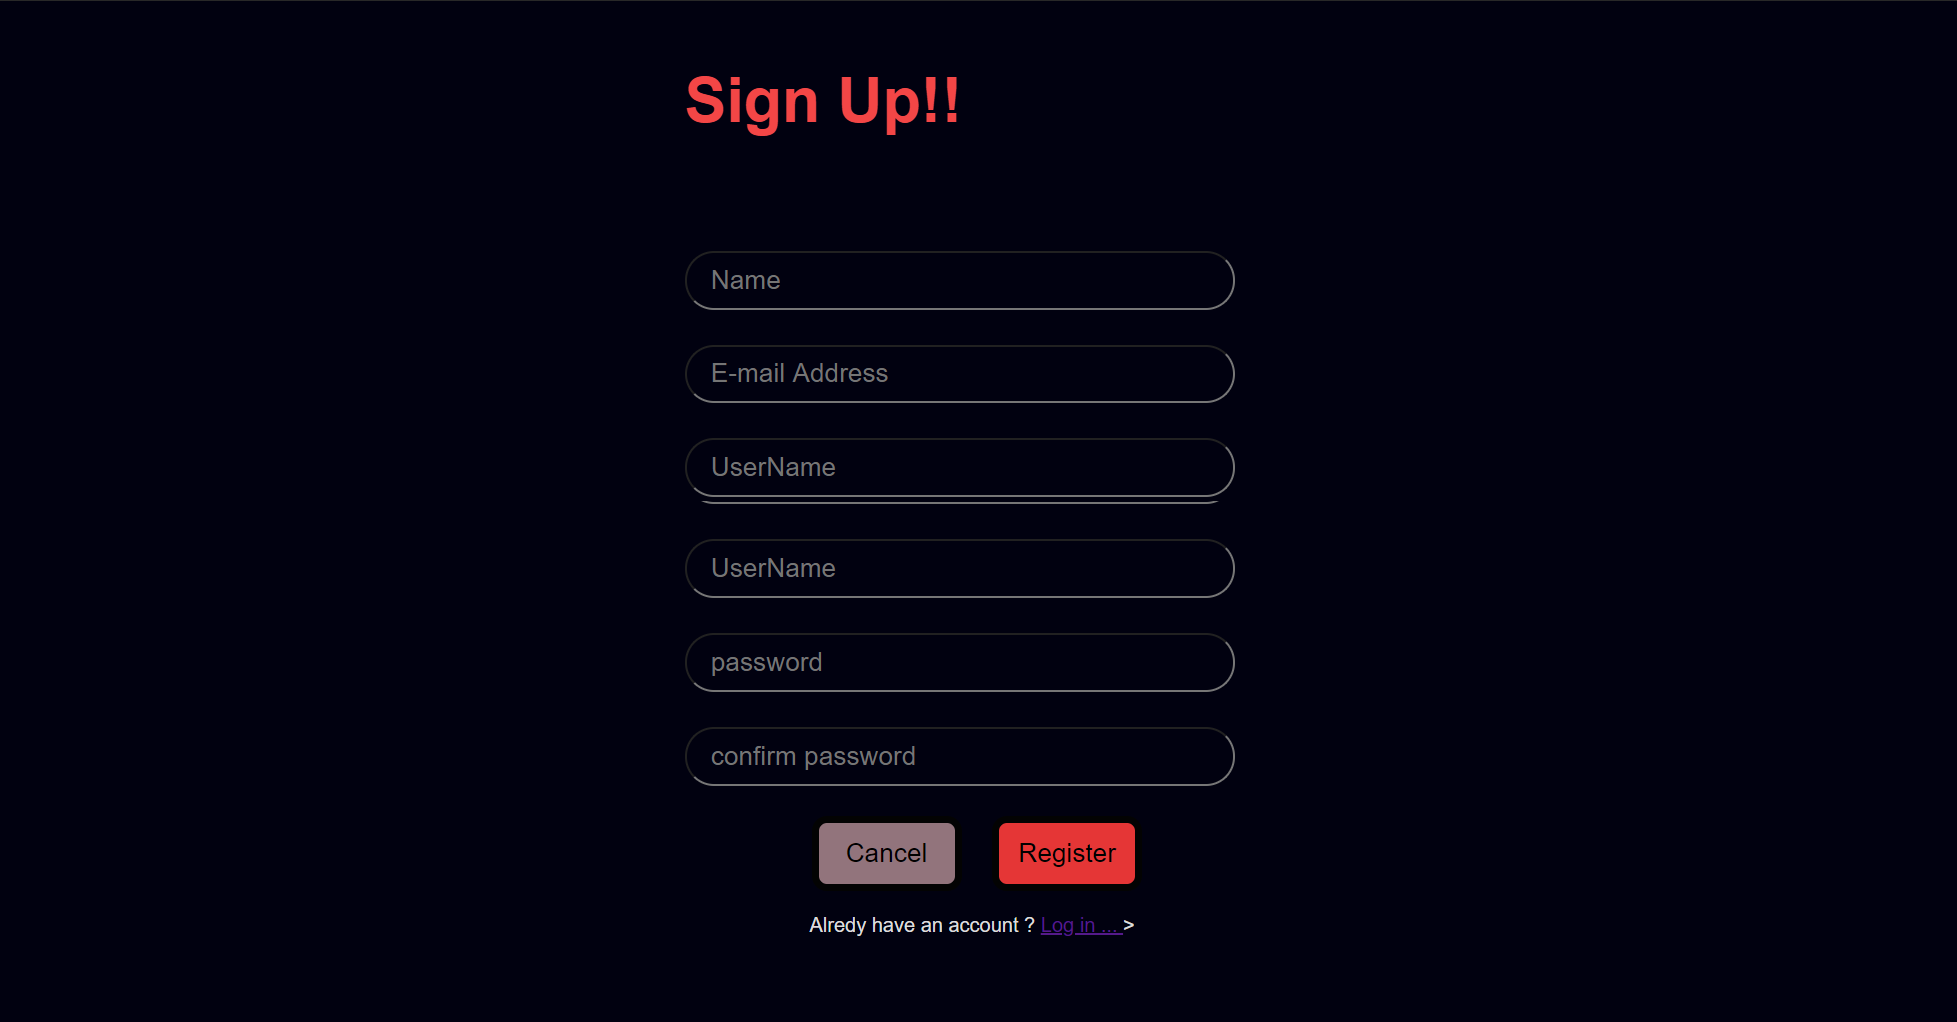 Sign Up!!
Name
E-mail Address
UserName
UserName
password
confirm password
Cancel Register
Alredy have an account ? Log in ... >